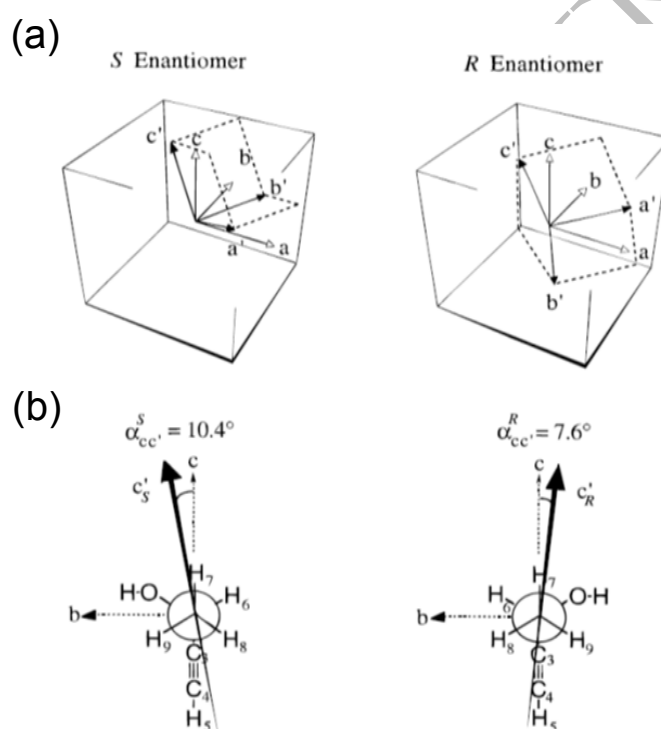 (a)
S Enantiomer
R Enantiomer
c'
c
b
b'
a'
a
c'
c
b
a'
a
b'
(b)
α^S_cc' = 10.4°
α^R_cc' = 7.6°
c
c'_S
c
c'_R
H7
H-O
H6
b
H9
H8
C3
C4
H5
H7
H6
O-H
b
H8
H9
C3
C4
H5